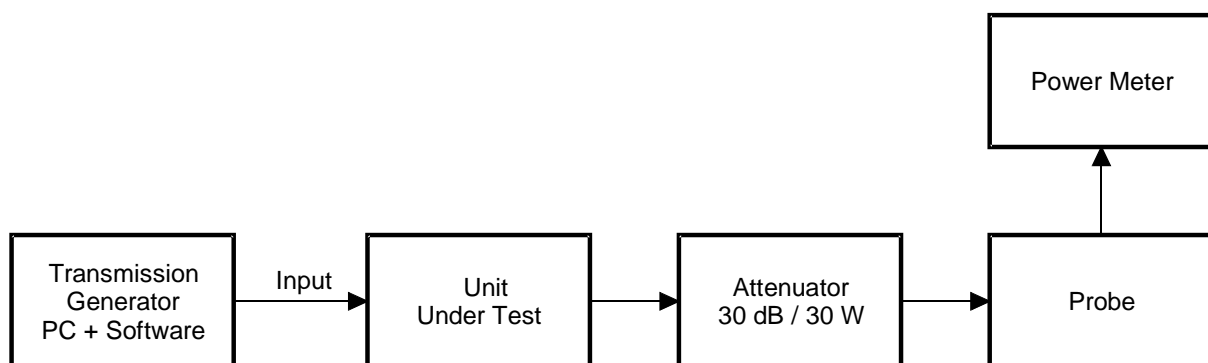 Power Meter
Transmission
Generator
PC + Software
Input
Unit
Under Test
Attenuator
30 dB / 30 W
Probe